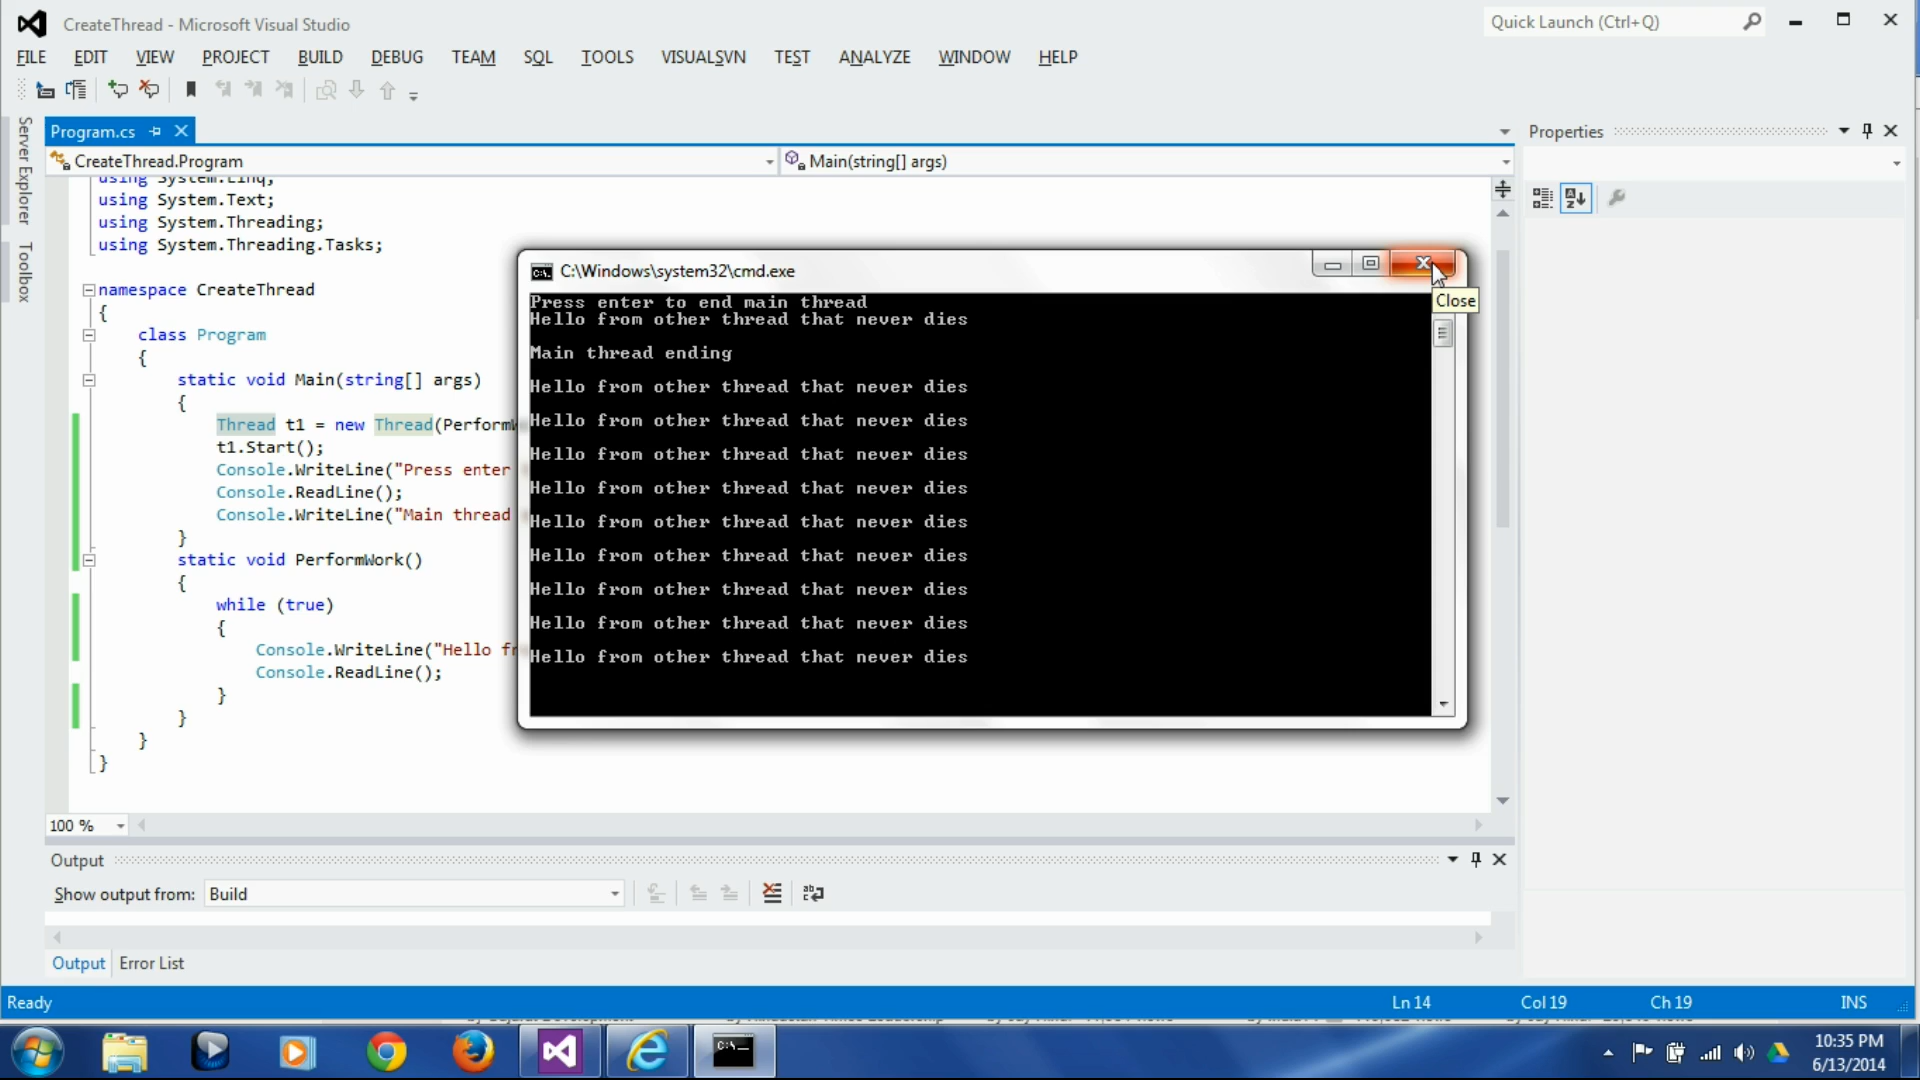 CreateThread - Microsoft Visual Studio
Quick Launch (Ctrl+Q)
FILE EDIT VIEW PROJECT BUILD DEBUG TEAM SQL TOOLS VISUALSVN TEST ANALYZE WINDOW HELP
Server Explorer
Toolbox
Program.cs
Properties
CreateThread.Program
Main(string[] args)
using System.Linq;
using System.Text;
using System.Threading;
using System.Threading.Tasks;
namespace CreateThread
{
class Program
{
static void Main(string[] args)
{
Thread t1 = new Thread(Perform
t1.Start();
Console.WriteLine("Press enter
Console.ReadLine();
Console.WriteLine("Main thread
}
static void PerformWork()
{
while (true)
{
Console.WriteLine("Hello fr
Console.ReadLine();
}
}
}
}
C:\Windows\system32\cmd.exe
Close
Press enter to end main thread
Hello from other thread that never dies
Main thread ending
Hello from other thread that never dies
Hello from other thread that never dies
Hello from other thread that never dies
Hello from other thread that never dies
Hello from other thread that never dies
Hello from other thread that never dies
Hello from other thread that never dies
Hello from other thread that never dies
Hello from other thread that never dies
100 %
Output
Show output from: Build
Output Error List
Ready
Ln 14 Col 19 Ch 19 INS
10:35 PM
6/13/2014